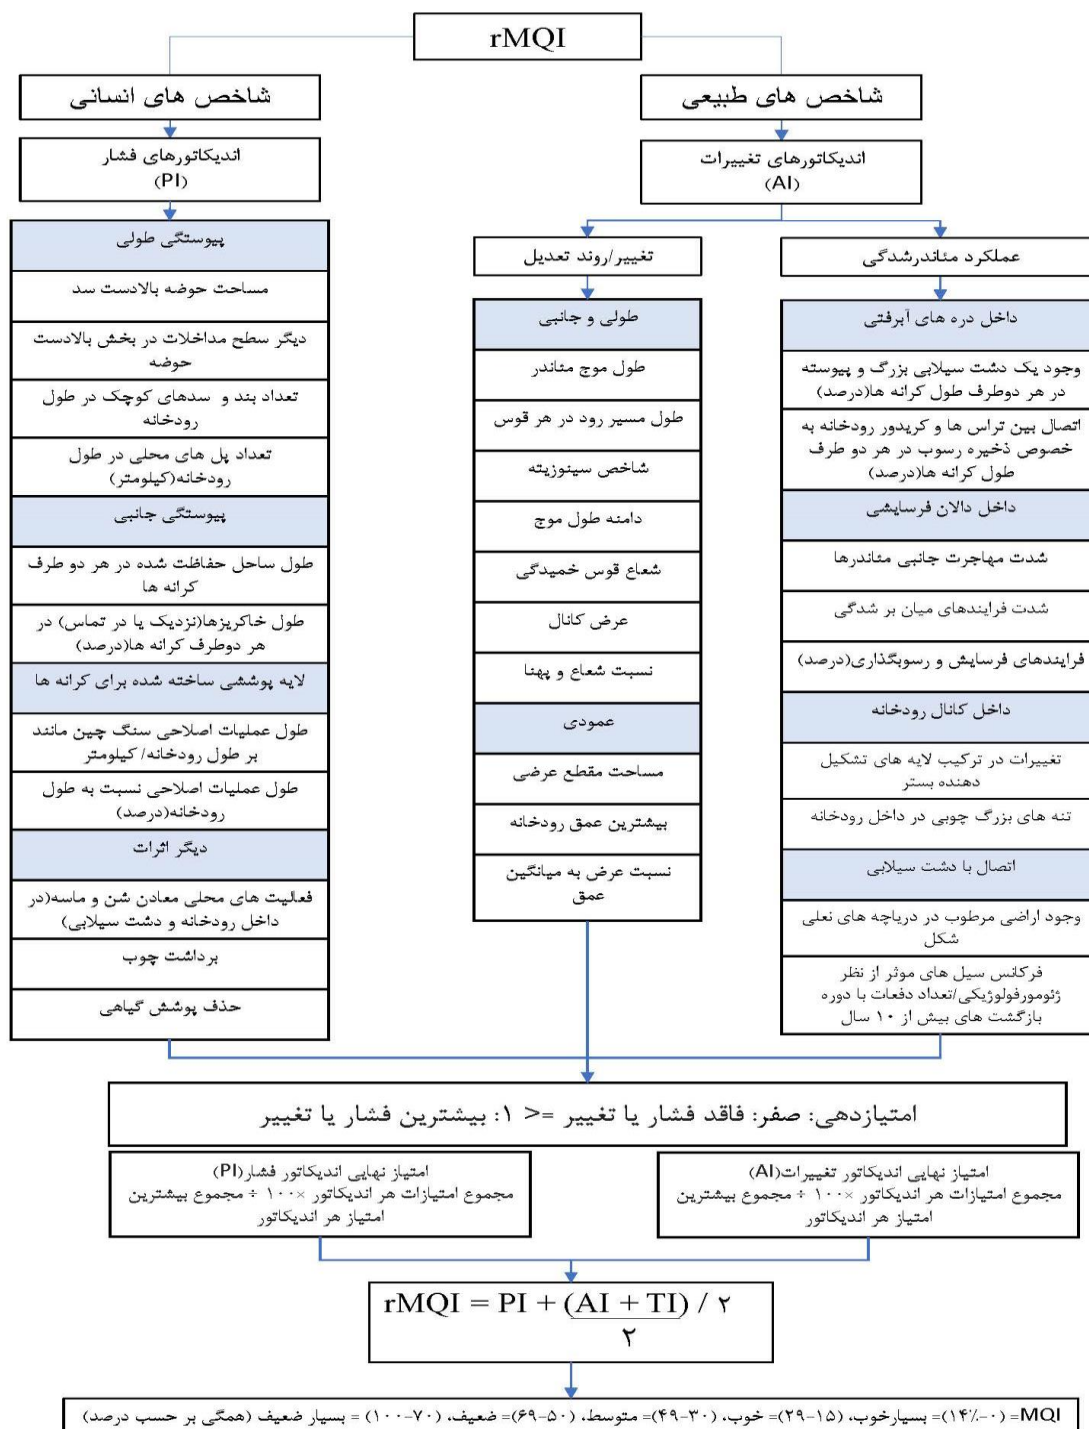 rMQI
شاخص های طبیعی
شاخص های انسانی
اندیکاتورهای تغییرات
(AI)
اندیکاتورهای فشار
(PI)
عملکرد مئاندرشدگی
داخل دره های آبرفتی
وجود یک دشت سیلابی بزرگ و پیوسته
در هر دوطرف طول کرانه ها(درصد)
اتصال بین تراس ها و کریدور رودخانه به
خصوص ذخیره رسوب در هر دو طرف
طول کرانه ها(درصد)
داخل دالان فرسایشی
شدت مهاجرت جانبی مئاندرها
شدت فرایندهای میان بر شدگی
فرایندهای فرسایش و رسوبگذاری(درصد)
داخل کانال رودخانه
تغییرات در ترکیب لایه های تشکیل
دهنده بستر
تنه های بزرگ چوبی در داخل رودخانه
اتصال با دشت سیلابی
وجود اراضی مرطوب در دریاچه های نعلی
شکل
فرکانس سیل های موثر از نظر
ژئومورفولوژیکی/تعداد دفعات با دوره
بازگشت های بیش از ۱۰ سال
تغییر/روند تعدیل
طولی و جانبی
طول موج مئاندر
طول مسیر رود در هر قوس
شاخص سینوزیته
دامنه طول موج
شعاع قوس خمیدگی
عرض کانال
نسبت شعاع و پهنا
عمودی
مساحت مقطع عرضی
بیشترین عمق رودخانه
نسبت عرض به میانگین
عمق
پیوستگی طولی
مساحت حوضه بالادست سد
دیگر سطح مداخلات در بخش بالادست
حوضه
تعداد بند و سدهای کوچک در طول
رودخانه
تعداد پل های محلی در طول
رودخانه(کیلومتر)
پیوستگی جانبی
طول ساحل حفاظت شده در هر دو طرف
کرانه ها
طول خاکریزها(نزدیک یا در تماس) در
هر دوطرف کرانه ها(درصد)
لایه پوششی ساخته شده برای کرانه ها
طول عملیات اصلاحی سنگ چین مانند
بر طول رودخانه/ کیلومتر
طول عملیات اصلاحی نسبت به طول
رودخانه(درصد)
دیگر اثرات
فعالیت های محلی معادن شن و ماسه(در
داخل رودخانه و دشت سیلابی)
برداشت چوب
حذف پوشش گیاهی
امتیازدهی: صفر: فاقد فشار یا تغییر =< ۱: بیشترین فشار یا تغییر
امتیاز نهایی اندیکاتور تغییرات(AI)
مجموع امتیازات هر اندیکاتور ×۱۰۰ ÷ مجموع بیشترین
امتیاز هر اندیکاتور
امتیاز نهایی اندیکاتور فشار(PI)
مجموع امتیازات هر اندیکاتور ×۱۰۰ ÷ مجموع بیشترین
امتیاز هر اندیکاتور
rMQI = PI + (AI + TI) / ۲
۲
MQI= (۰-۱۴٪)= بسیارخوب، (۱۵-۲۹)= خوب، (۳۰-۴۹)= متوسط، (۵۰-۶۹)= ضعیف، (۷۰-۱۰۰) = بسیار ضعیف (همگی بر حسب درصد)